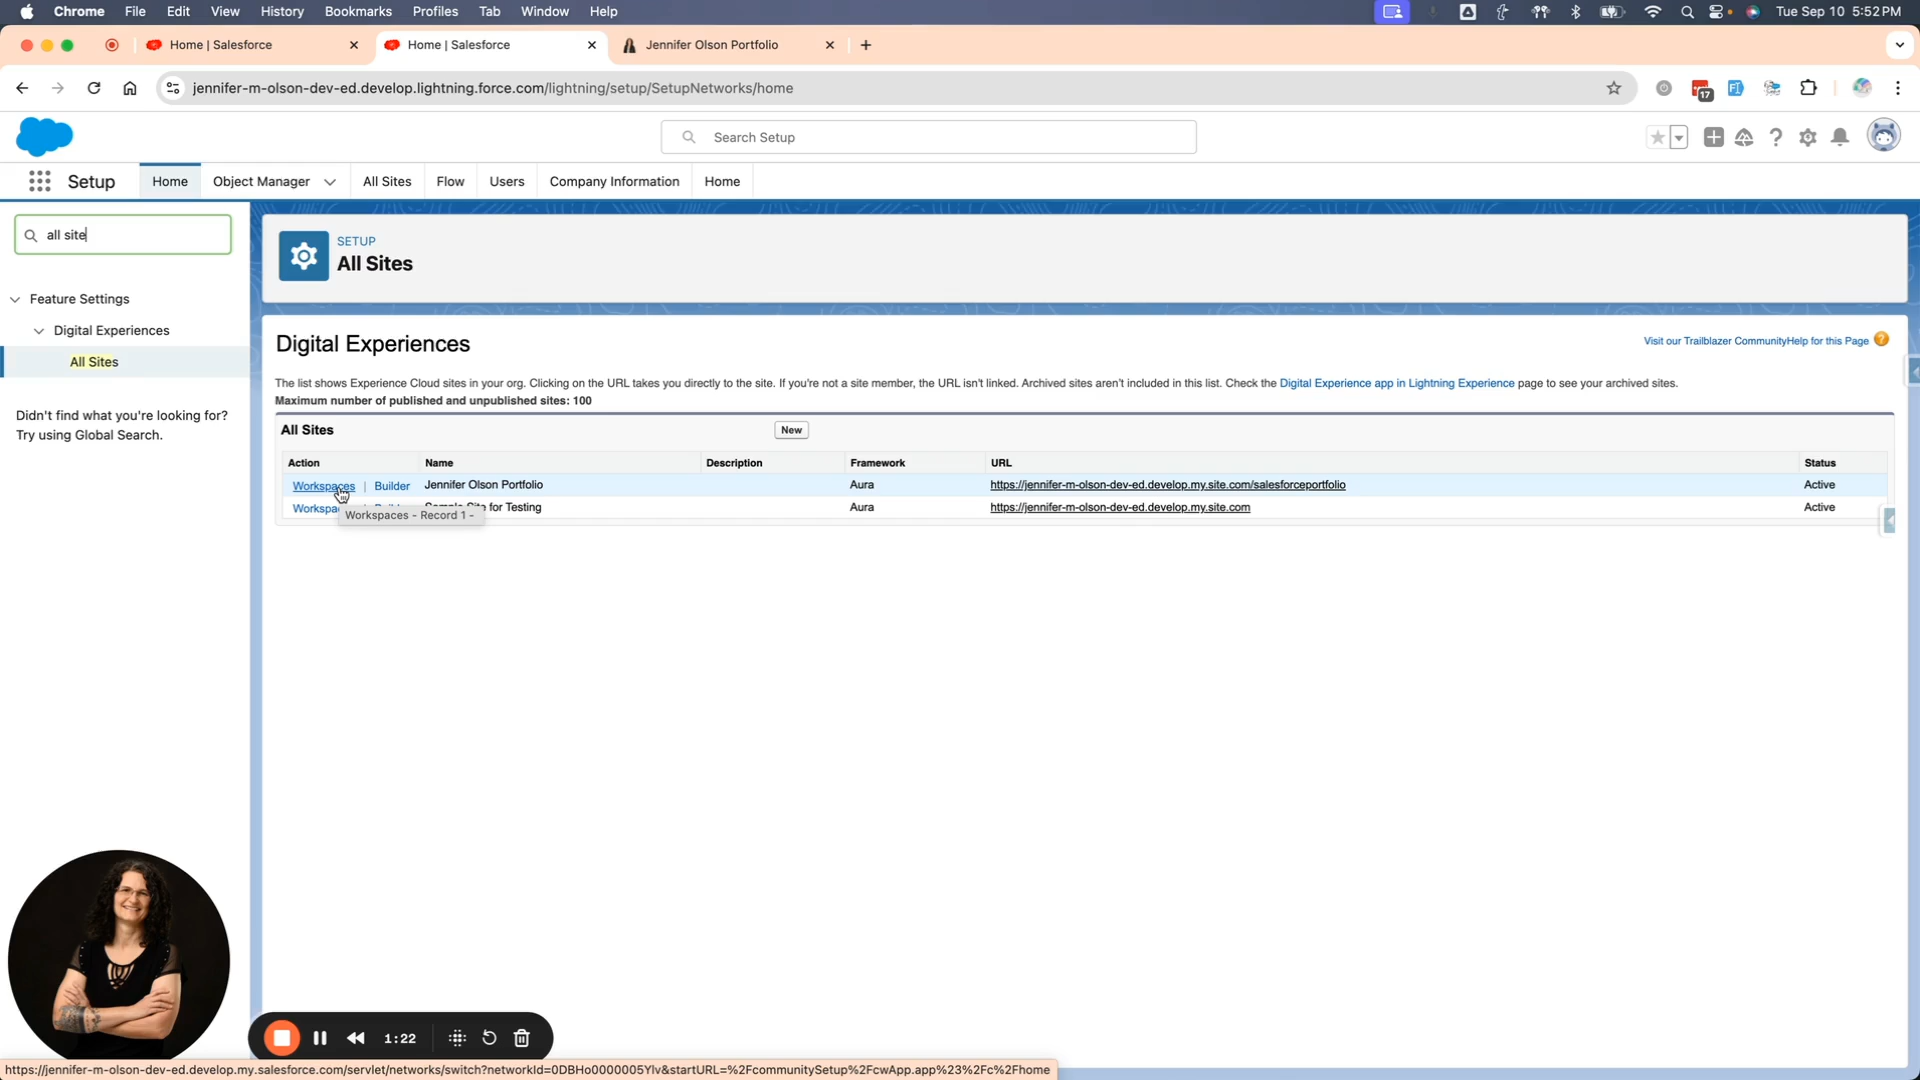 Chrome File Edit View History Bookmarks Profiles Tab Window Help Tue Sep 10 5:52 PM
Home | Salesforce
Home | Salesforce
Jennifer Olson Portfolio
jennifer-m-olson-dev-ed.develop.lightning.force.com/lightning/setup/SetupNetworks/home
17
Search Setup
Setup Home Object Manager All Sites Flow Users Company Information Home
all site
Feature Settings
Digital Experiences
All Sites
Didn't find what you're looking for?
Try using Global Search.
SETUP
All Sites
Digital Experiences
Visit our Trailblazer Community Help for this Page
The list shows Experience Cloud sites in your org. Clicking on the URL takes you directly to the site. If you're not a site member, the URL isn't linked. Archived sites aren't included in this list. Check the Digital Experience app in Lightning Experience page to see your archived sites.
Maximum number of published and unpublished sites: 100
All Sites New
Action Name Description Framework URL Status
Workspaces | Builder Jennifer Olson Portfolio Aura https://jennifer-m-olson-dev-ed.develop.my.site.com/salesforceportfolio Active
for Testing Aura https://jennifer-m-olson-dev-ed.develop.my.site.com Active
Workspaces - Record 1 -
1:22
https://jennifer-m-olson-dev-ed.develop.my.salesforce.com/servlet/networks/switch?networkId=0DBHo0000005Ylv&startURL=%2FcommunitySetup%2FcwApp.app%23%2Fc%2Fhome